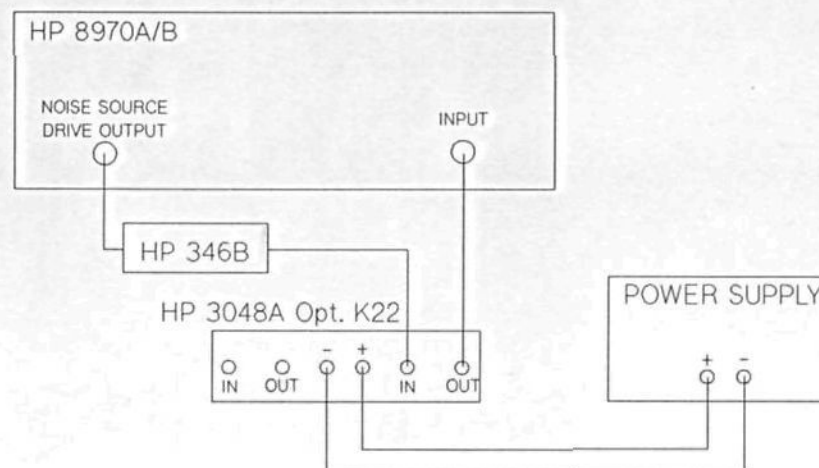 HP 8970A/B
NOISE SOURCE
DRIVE OUTPUT
INPUT
HP 346B
HP 3048A Opt. K22
POWER SUPPLY
- +
IN OUT IN OUT
+ -